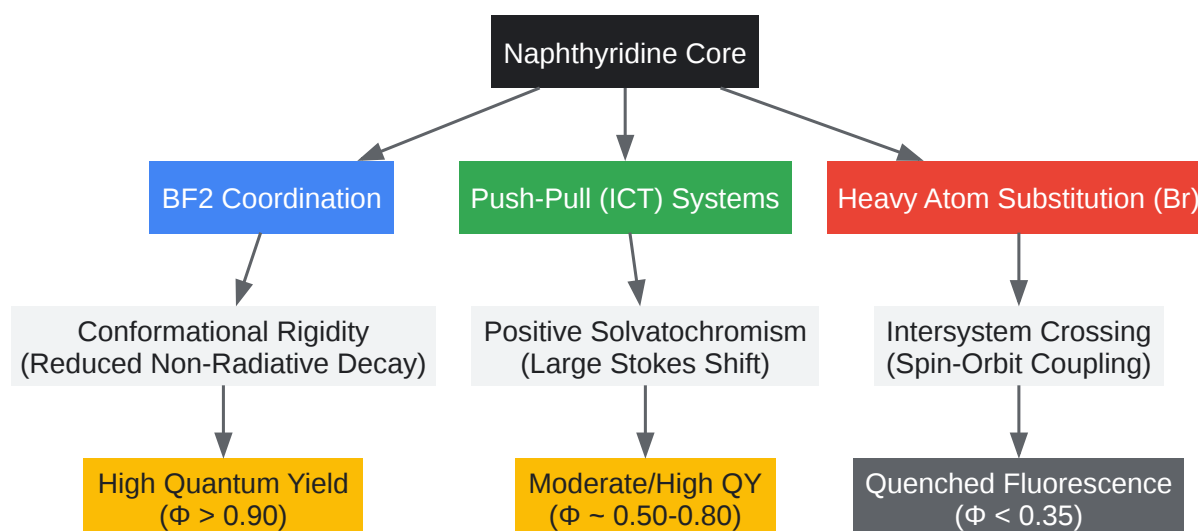 Naphthyridine Core
BF2 Coordination
Push-Pull (ICT) Systems
Heavy Atom Substitution (Br)
Conformational Rigidity
(Reduced Non-Radiative Decay)
Positive Solvatochromism
(Large Stokes Shift)
Intersystem Crossing
(Spin-Orbit Coupling)
High Quantum Yield
(Φ > 0.90)
Moderate/High QY
(Φ ~ 0.50-0.80)
Quenched Fluorescence
(Φ < 0.35)